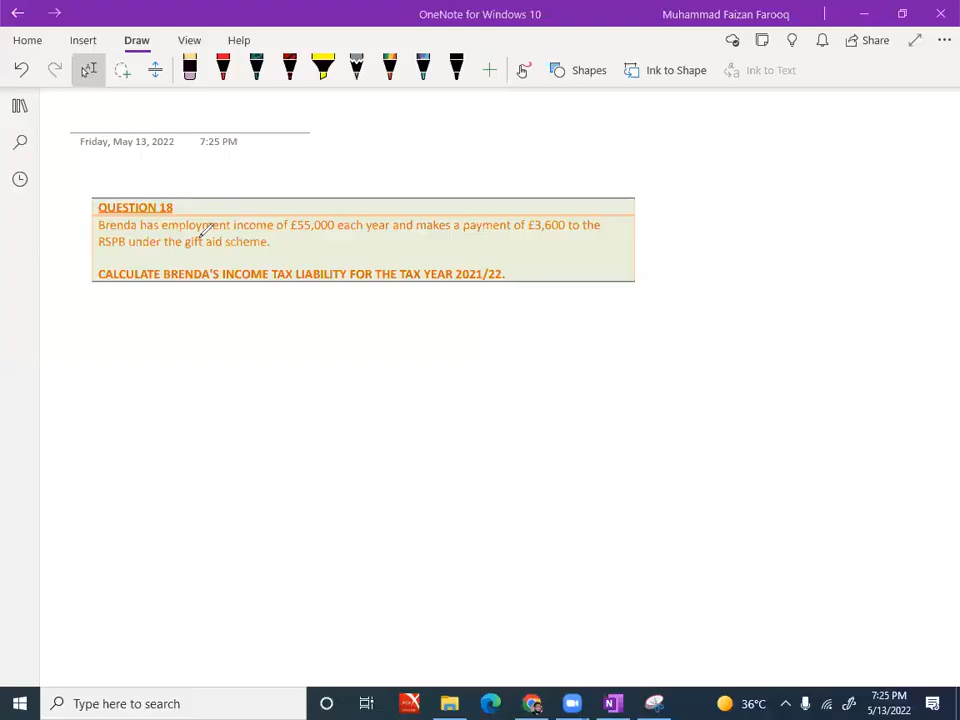 OneNote for Windows 10
Muhammad Faizan Farooq
Home Insert Draw View Help
Share
Shapes
Ink to Shape
Ink to Text
Friday, May 13, 2022 7:25 PM
QUESTION 18
Brenda has employment income of £55,000 each year and makes a payment of £3,600 to the
RSPB under the gift aid scheme.
CALCULATE BRENDA'S INCOME TAX LIABILITY FOR THE TAX YEAR 2021/22.
Type here to search
36°C
7:25 PM
5/13/2022